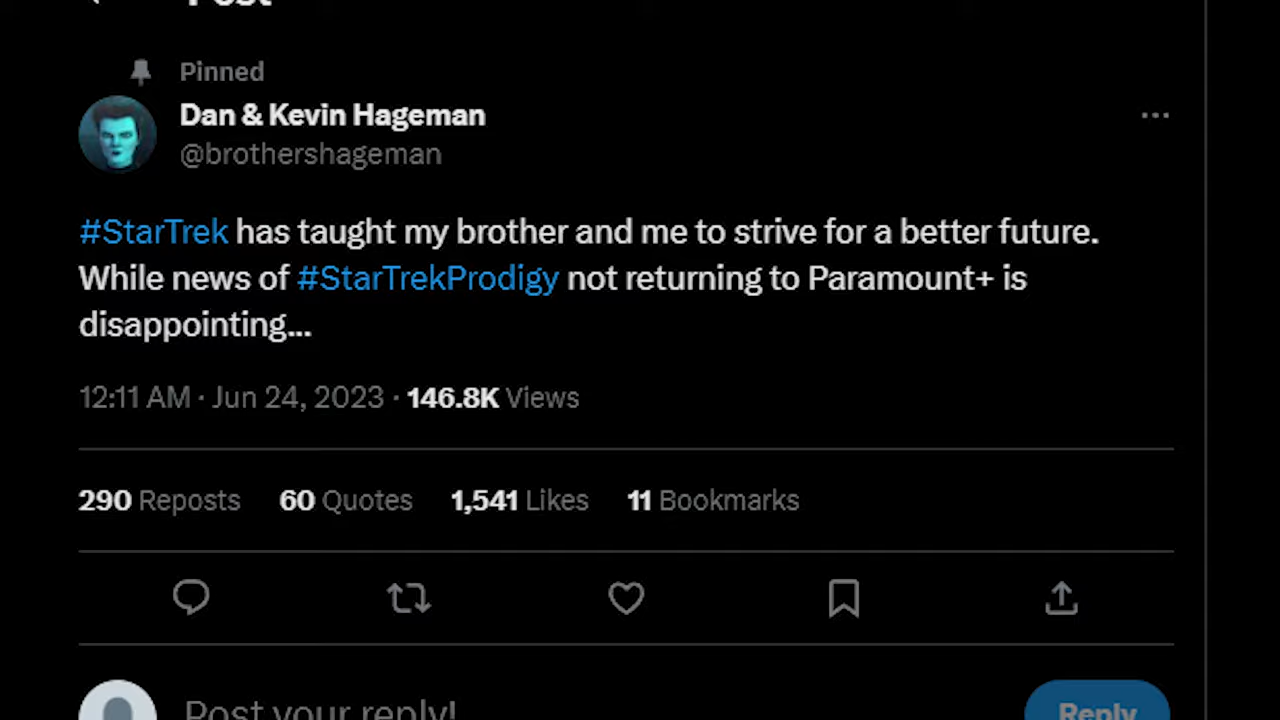 Post
Pinned
Dan & Kevin Hageman
@brothershageman
#StarTrek has taught my brother and me to strive for a better future.
While news of #StarTrekProdigy not returning to Paramount+ is
disappointing...
12:11 AM · Jun 24, 2023 · 146.8K Views
290 Reposts 60 Quotes 1,541 Likes 11 Bookmarks
Post your reply!
Reply